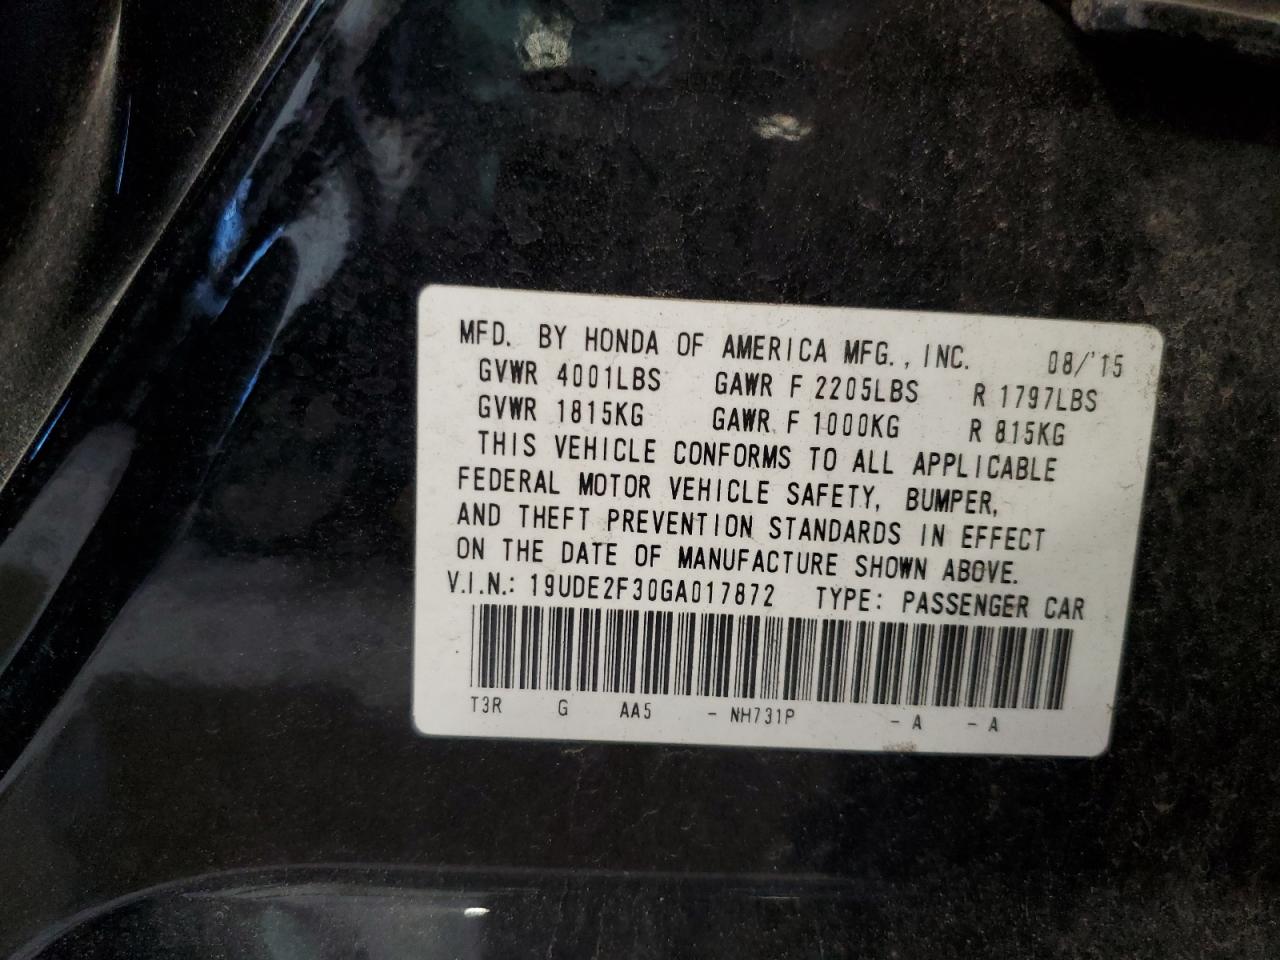 MFD. BY HONDA OF AMERICA MFG., INC. 08/'15
GVWR 4001LBS GAWR F 2205LBS R 1797LBS
GVWR 1815KG GAWR F 1000KG R 815KG
THIS VEHICLE CONFORMS TO ALL APPLICABLE
FEDERAL MOTOR VEHICLE SAFETY, BUMPER,
AND THEFT PREVENTION STANDARDS IN EFFECT
ON THE DATE OF MANUFACTURE SHOWN ABOVE.
V.I.N.: 19UDE2F30GA017872 TYPE: PASSENGER CAR
T3R G AA5 - NH731P - A - A